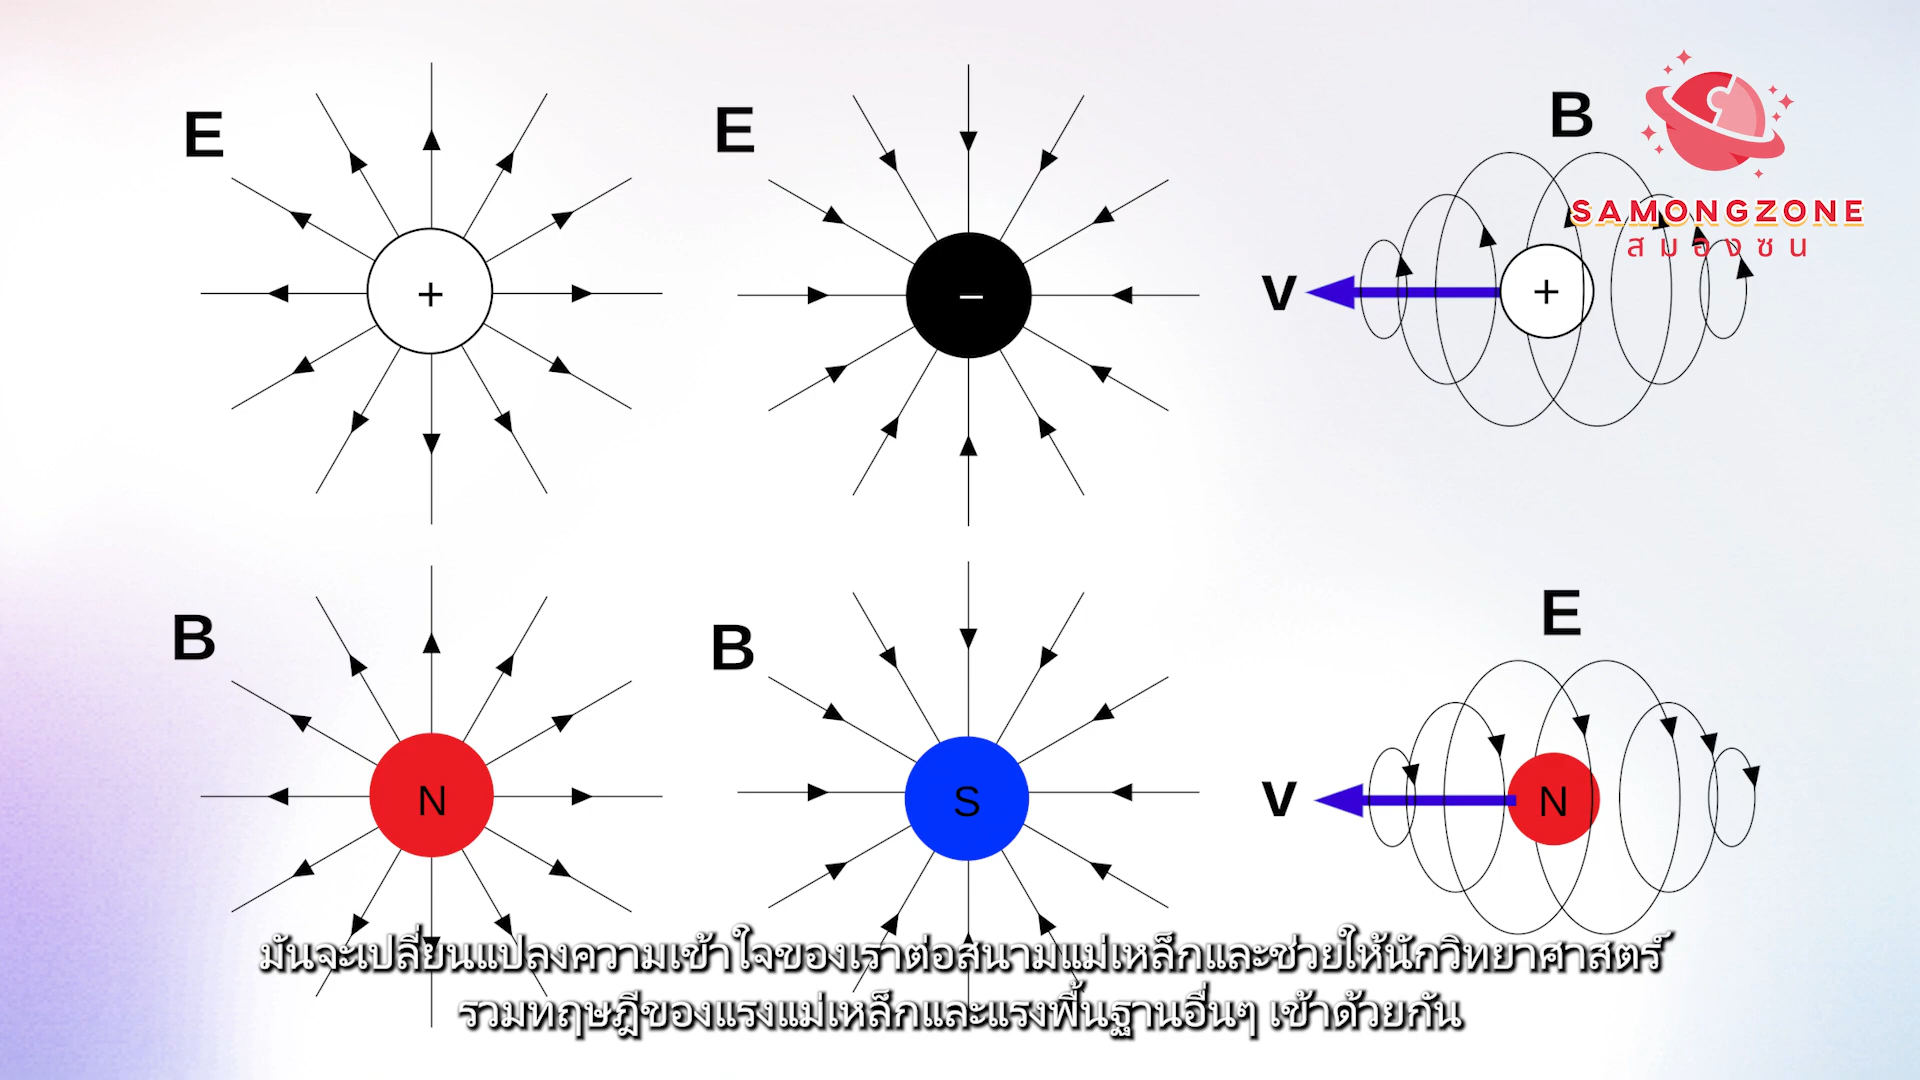 E
E
B
SAMONGZONE
สมองซน
+
−
v
+
B
B
E
N
S
v
N
มันจะเปลี่ยนแปลงความเข้าใจของเราต่อสนามแม่เหล็กและช่วยให้นักวิทยาศาสตร์
รวมทฤษฎีของแรงแม่เหล็กและแรงพื้นฐานอื่นๆ เข้าด้วยกัน